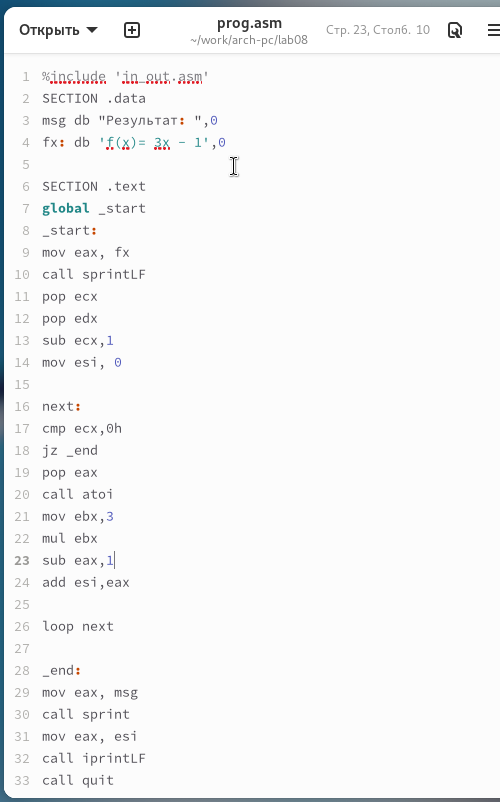 Открыть
prog.asm
~/work/arch-pc/lab08
Стр. 23, Столб. 10
1 %include 'in_out.asm'
2 SECTION .data
3 msg db "Результат: ",0
4 fx: db 'f(x)= 3x - 1',0
5
6 SECTION .text
7 global _start
8 _start:
9 mov eax, fx
10 call sprintLF
11 pop ecx
12 pop edx
13 sub ecx,1
14 mov esi, 0
15
16 next:
17 cmp ecx,0h
18 jz _end
19 pop eax
20 call atoi
21 mov ebx,3
22 mul ebx
23 sub eax,1
24 add esi,eax
25
26 loop next
27
28 _end:
29 mov eax, msg
30 call sprint
31 mov eax, esi
32 call iprintLF
33 call quit